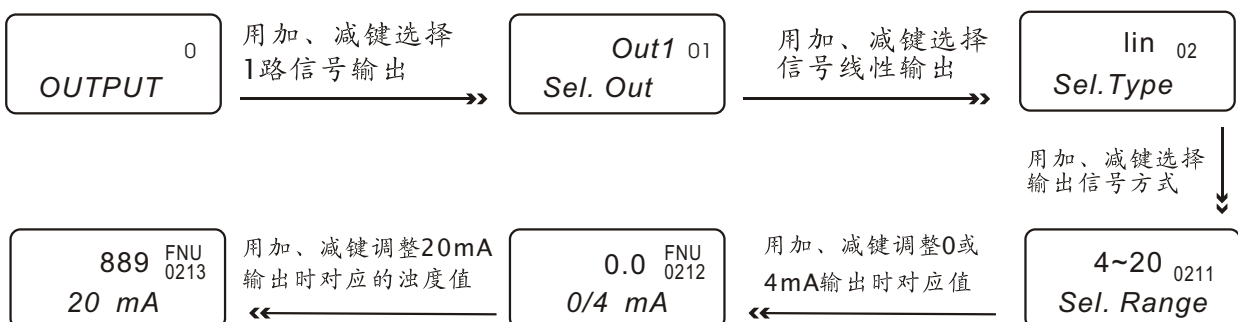 0
OUTPUT
用加、减键选择
1路信号输出
Out1 01
Sel. Out
用加、减键选择
信号线性输出
lin 02
Sel.Type
用加、减键选择
输出信号方式
4~20 0211
Sel. Range
用加、减键调整0或
4mA输出时对应值
0.0 FNU
0212
0/4 mA
用加、减键调整20mA
输出时对应的浊度值
889 FNU
0213
20 mA